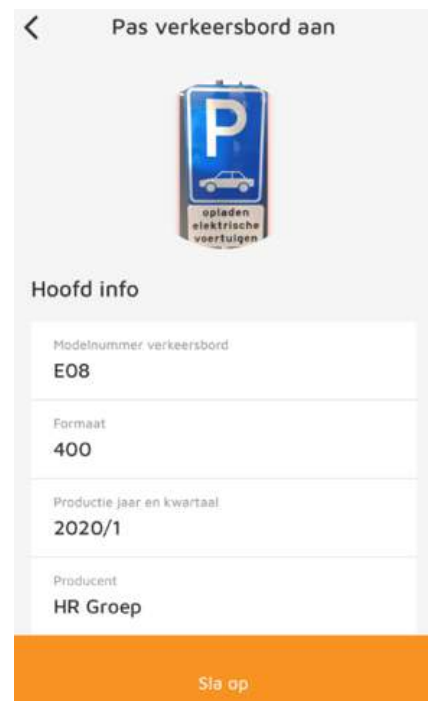 Pas verkeersbord aan
P
opladen
elektrische
voertuigen
Hoofd info
Modelnummer verkeersbord
E08
Formaat
400
Productie jaar en kwartaal
2020/1
Producent
HR Groep
Sla op